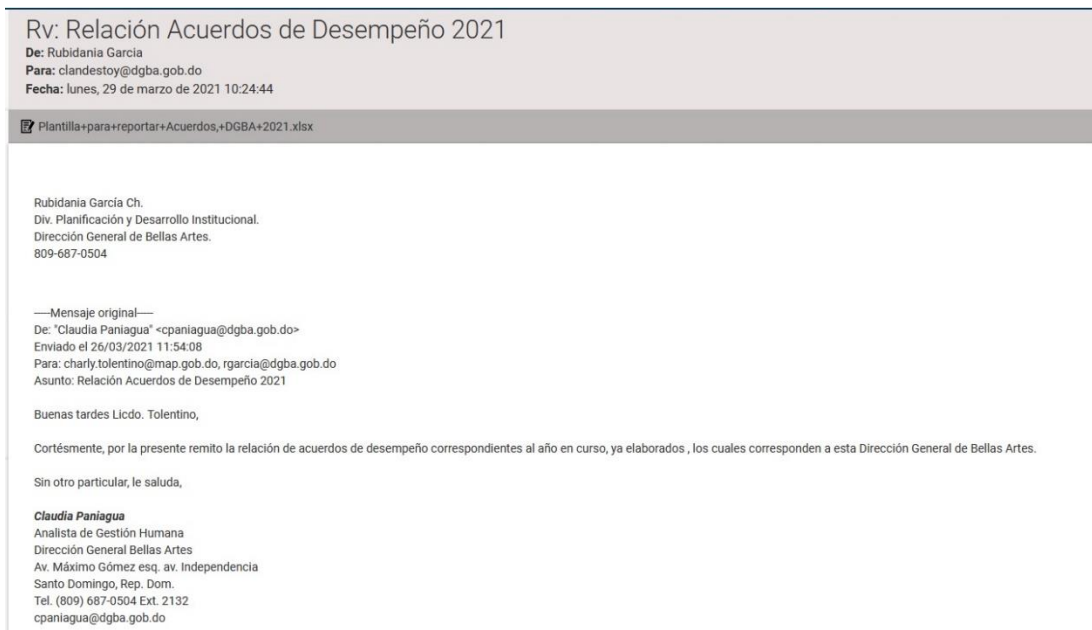 Rv: Relación Acuerdos de Desempeño 2021
De: Rubidania Garcia
Para: clandestoy@dgba.gob.do
Fecha: lunes, 29 de marzo de 2021 10:24:44
Plantilla+para+reportar+Acuerdos,+DGBA+2021.xlsx
Rubidania García Ch.
Div. Planificación y Desarrollo Institucional.
Dirección General de Bellas Artes.
809-687-0504
-----Mensaje original-----
De: "Claudia Paniagua" <cpaniagua@dgba.gob.do>
Enviado el 26/03/2021 11:54:08
Para: charly.tolentino@map.gob.do, rgarcia@dgba.gob.do
Asunto: Relación Acuerdos de Desempeño 2021
Buenas tardes Licdo. Tolentino,
Cortésmente, por la presente remito la relación de acuerdos de desempeño correspondientes al año en curso, ya elaborados , los cuales corresponden a esta Dirección General de Bellas Artes.
Sin otro particular, le saluda,
Claudia Paniagua
Analista de Gestión Humana
Dirección General Bellas Artes
Av. Máximo Gómez esq. av. Independencia
Santo Domingo, Rep. Dom.
Tel. (809) 687-0504 Ext. 2132
cpaniagua@dgba.gob.do